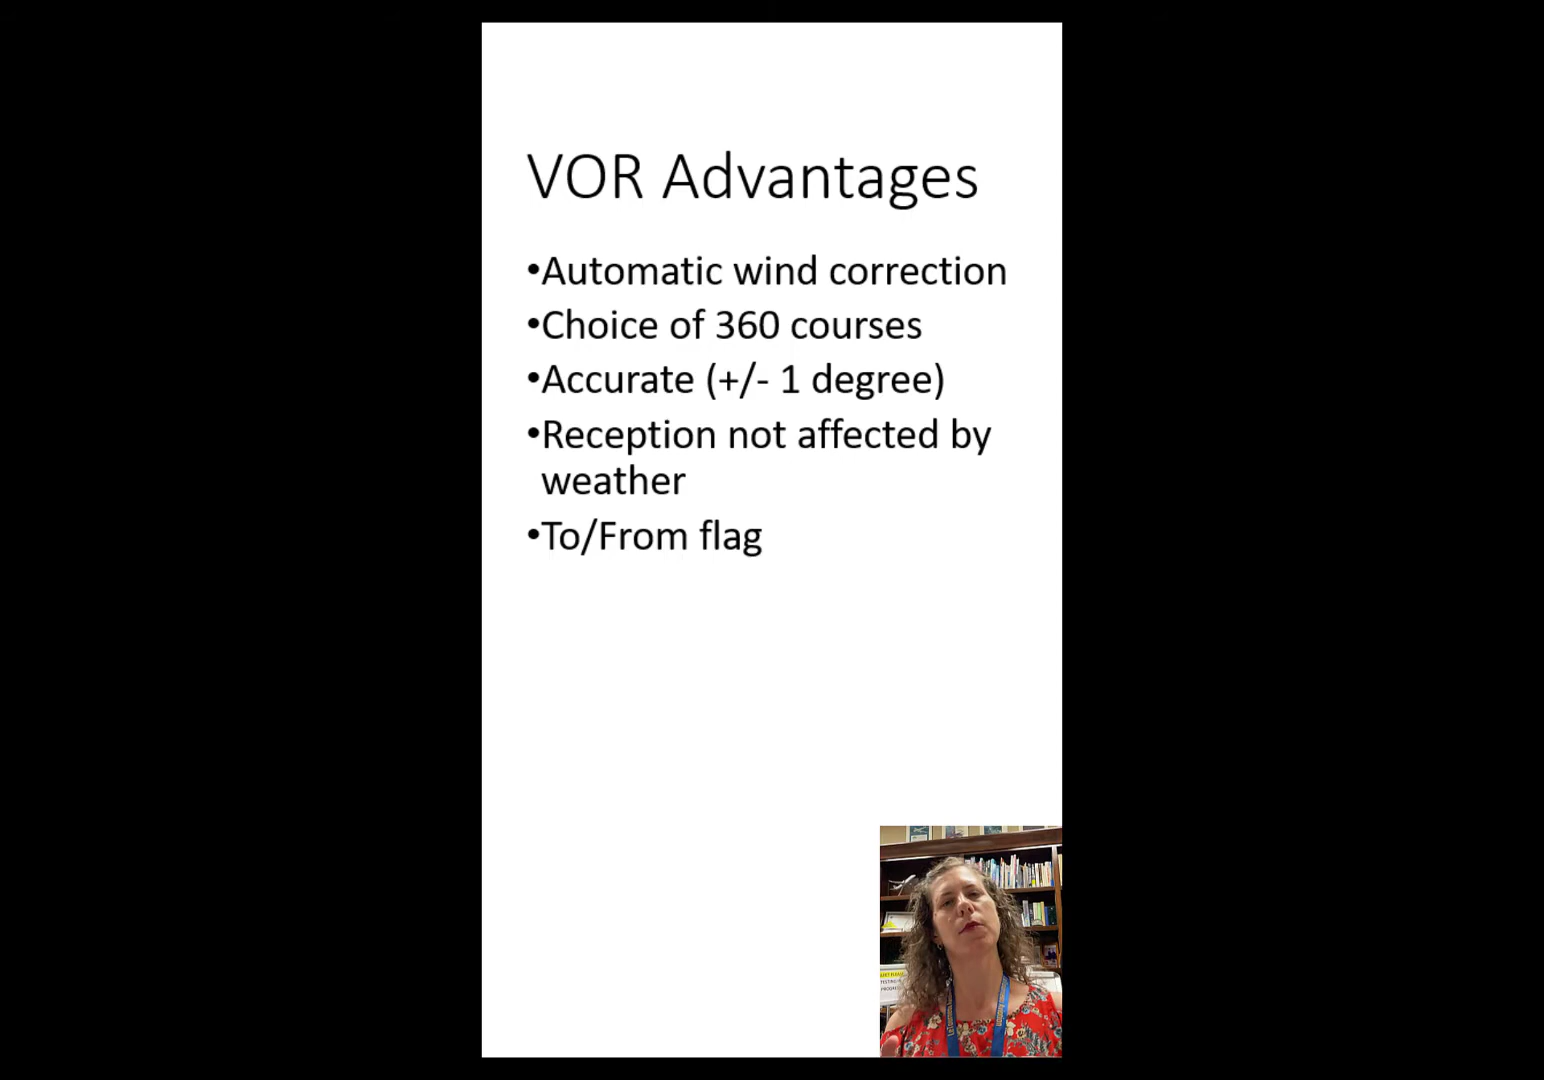 VOR Advantages
•Automatic wind correction
•Choice of 360 courses
•Accurate (+/- 1 degree)
•Reception not affected by
weather
•To/From flag